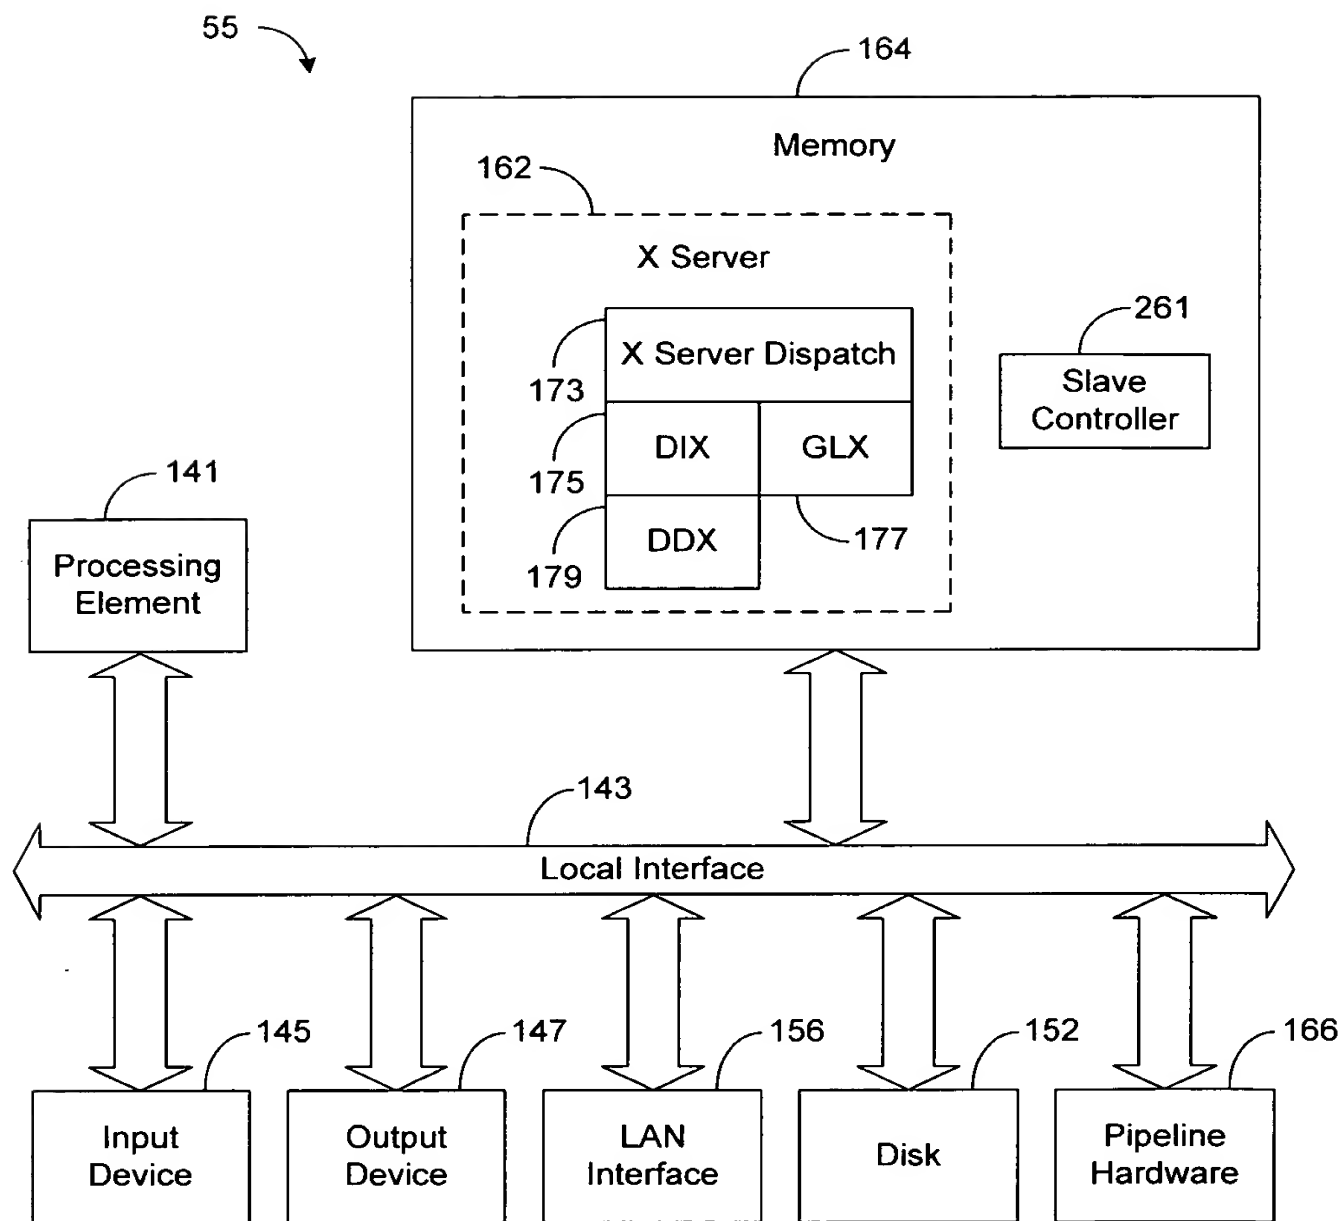 55
164
Memory
162
X Server
261
173
X Server Dispatch
Slave
Controller
175
DIX
GLX
141
179
DDX
177
Processing
Element
143
Local Interface
145
147
156
152
166
Input
Device
Output
Device
LAN
Interface
Disk
Pipeline
Hardware